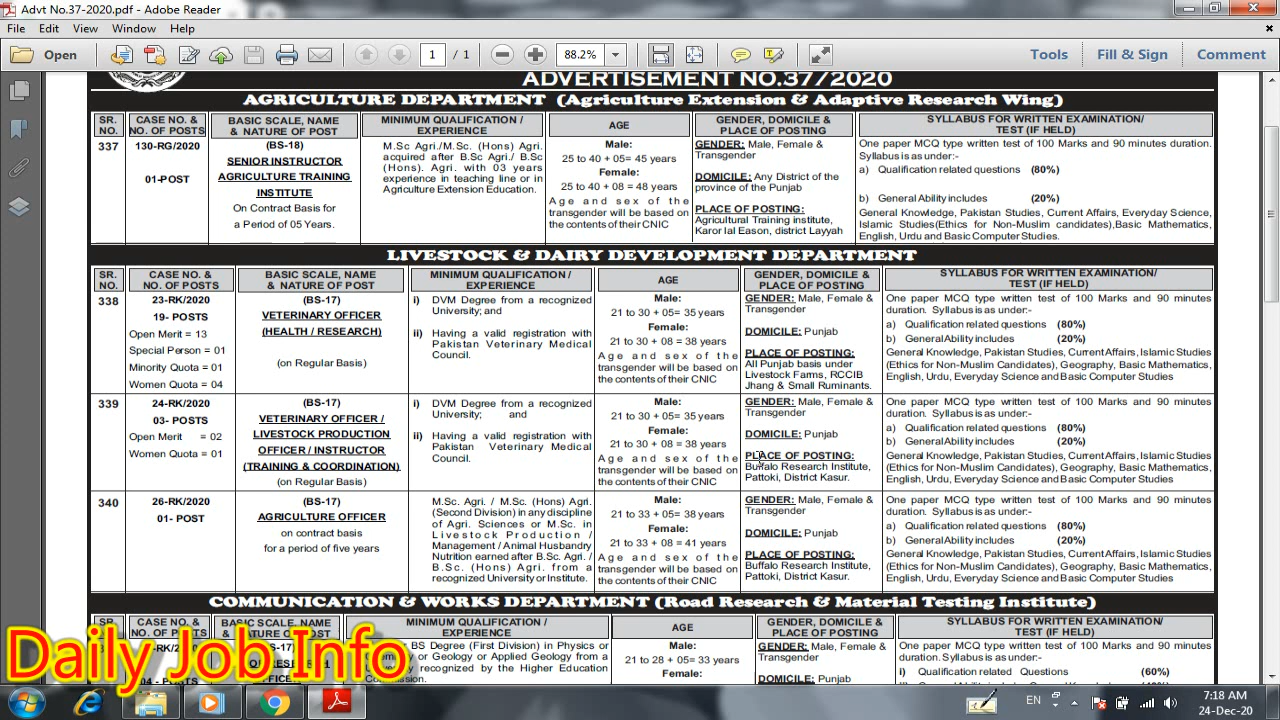 Advt No.37-2020.pdf - Adobe Reader
File Edit View Window Help
Open 1 / 1 88.2% Tools Fill & Sign Comment
ADVERTISEMENT NO.37/2020
AGRICULTURE DEPARTMENT (Agriculture Extension & Adaptive Research Wing)
SR. NO.
CASE NO. & NO. OF POSTS
BASIC SCALE, NAME & NATURE OF POST
MINIMUM QUALIFICATION / EXPERIENCE
AGE
GENDER, DOMICILE & PLACE OF POSTING
SYLLABUS FOR WRITTEN EXAMINATION/ TEST (IF HELD)
337
130-RG/2020
01-POST
(BS-18)
SENIOR INSTRUCTOR
AGRICULTURE TRAINING
INSTITUTE
On Contract Basis for
a Period of 05 Years.
M.Sc Agri./M.Sc. (Hons) Agri.
acquired after B.Sc Agri./ B.Sc
(Hons). Agri. with 03 years
experience in teaching line or in
Agriculture Extension Education.
Male:
25 to 40 + 05= 45 years
Female:
25 to 40 + 08 = 48 years
Age and sex of the
transgender will be based on
the contents of their CNIC
GENDER: Male, Female &
Transgender
DOMICILE: Any District of the
province of the Punjab
PLACE OF POSTING:
Agricultural Training institute,
Karor lal Eason, district Layyah
One paper MCQ type written test of 100 Marks and 90 minutes duration.
Syllabus is as under:-
a) Qualification related questions (80%)
b) General Ability includes (20%)
General Knowledge, Pakistan Studies, Current Affairs, Everyday Science,
Islamic Studies(Ethics for Non-Muslim candidates),Basic Mathematics,
English, Urdu and Basic Computer Studies.
LIVESTOCK & DAIRY DEVELOPMENT DEPARTMENT
SR. NO.
CASE NO. & NO. OF POSTS
BASIC SCALE, NAME & NATURE OF POST
MINIMUM QUALIFICATION / EXPERIENCE
AGE
GENDER, DOMICILE & PLACE OF POSTING
SYLLABUS FOR WRITTEN EXAMINATION/ TEST (IF HELD)
338
23-RK/2020
19- POSTS
Open Merit = 13
Special Person = 01
Minority Quota = 01
Women Quota = 04
(BS-17)
VETERINARY OFFICER
(HEALTH / RESEARCH)
(on Regular Basis)
i) DVM Degree from a recognized
University; and
ii) Having a valid registration with
Pakistan Veterinary Medical
Council.
Male:
21 to 30 + 05= 35 years
Female:
21 to 30 + 08 = 38 years
Age and sex of the
transgender will be based on
the contents of their CNIC
GENDER: Male, Female &
Transgender
DOMICILE: Punjab
PLACE OF POSTING:
All Punjab basis under
Livestock Farms, RCCIB
Jhang & Small Ruminants.
One paper MCQ type written test of 100 Marks and 90 minutes
duration. Syllabus is as under:-
a) Qualification related questions (80%)
b) General Ability includes (20%)
General Knowledge, Pakistan Studies, Current Affairs, Islamic Studies
(Ethics for Non-Muslim Candidates), Geography, Basic Mathematics,
English, Urdu, Everyday Science and Basic Computer Studies
339
24-RK/2020
03- POSTS
Open Merit = 02
Women Quota = 01
(BS-17)
VETERINARY OFFICER /
LIVESTOCK PRODUCTION
OFFICER / INSTRUCTOR
(TRAINING & COORDINATION)
(on Regular Basis)
i) DVM Degree from a recognized
University; and
ii) Having a valid registration with
Pakistan Veterinary Medical
Council.
Male:
21 to 30 + 05= 35 years
Female:
21 to 30 + 08 = 38 years
Age and sex of the
transgender will be based on
the contents of their CNIC
GENDER: Male, Female &
Transgender
DOMICILE: Punjab
PLACE OF POSTING:
Buffalo Research Institute,
Pattoki, District Kasur.
One paper MCQ type written test of 100 Marks and 90 minutes
duration. Syllabus is as under:-
a) Qualification related questions (80%)
b) General Ability includes (20%)
General Knowledge, Pakistan Studies, Current Affairs, Islamic Studies
(Ethics for Non-Muslim Candidates), Geography, Basic Mathematics,
English, Urdu, Everyday Science and Basic Computer Studies
340
26-RK/2020
01- POST
(BS-17)
AGRICULTURE OFFICER
on contract basis
for a period of five years
M.Sc. Agri. / M.Sc. (Hons) Agri.
(Second Division) in any discipline
of Agri. Sciences or M.Sc. in
Livestock Production /
Management / Animal Husbandry
Nutrition earned after B.Sc. Agri. /
B.Sc. (Hons) Agri. from a
recognized University or Institute.
Male:
21 to 33 + 05= 38 years
Female:
21 to 33 + 08 = 41 years
Age and sex of the
transgender will be based on
the contents of their CNIC
GENDER: Male, Female &
Transgender
DOMICILE: Punjab
PLACE OF POSTING:
Buffalo Research Institute,
Pattoki, District Kasur.
One paper MCQ type written test of 100 Marks and 90 minutes
duration. Syllabus is as under:-
a) Qualification related questions (80%)
b) General Ability includes (20%)
General Knowledge, Pakistan Studies, Current Affairs, Islamic Studies
(Ethics for Non-Muslim Candidates), Geography, Basic Mathematics,
English, Urdu, Everyday Science and Basic Computer Studies
COMMUNICATION & WORKS DEPARTMENT (Road Research & Material Testing Institute)
SR.
CASE NO. & NO. OF POSTS
BASIC SCALE, NAME
MINIMUM QUALIFICATION / EXPERIENCE
AGE
GENDER, DOMICILE & PLACE OF POSTING
SYLLABUS FOR WRITTEN EXAMINATION/ TEST (IF HELD)
04 - POSTS
BS Degree (First Division) in Physics or
or Geology or Applied Geology from a
recognized by the Higher Education
21 to 28 + 05= 33 years
Female:
GENDER: Male, Female &
Transgender
DOMICILE: Punjab
One paper MCQ type written test of 100 Marks and 90 minutes
duration. Syllabus is as under:-
i) Qualification related Questions (60%)
Daily Job Info
EN 7:18 AM
24-Dec-20